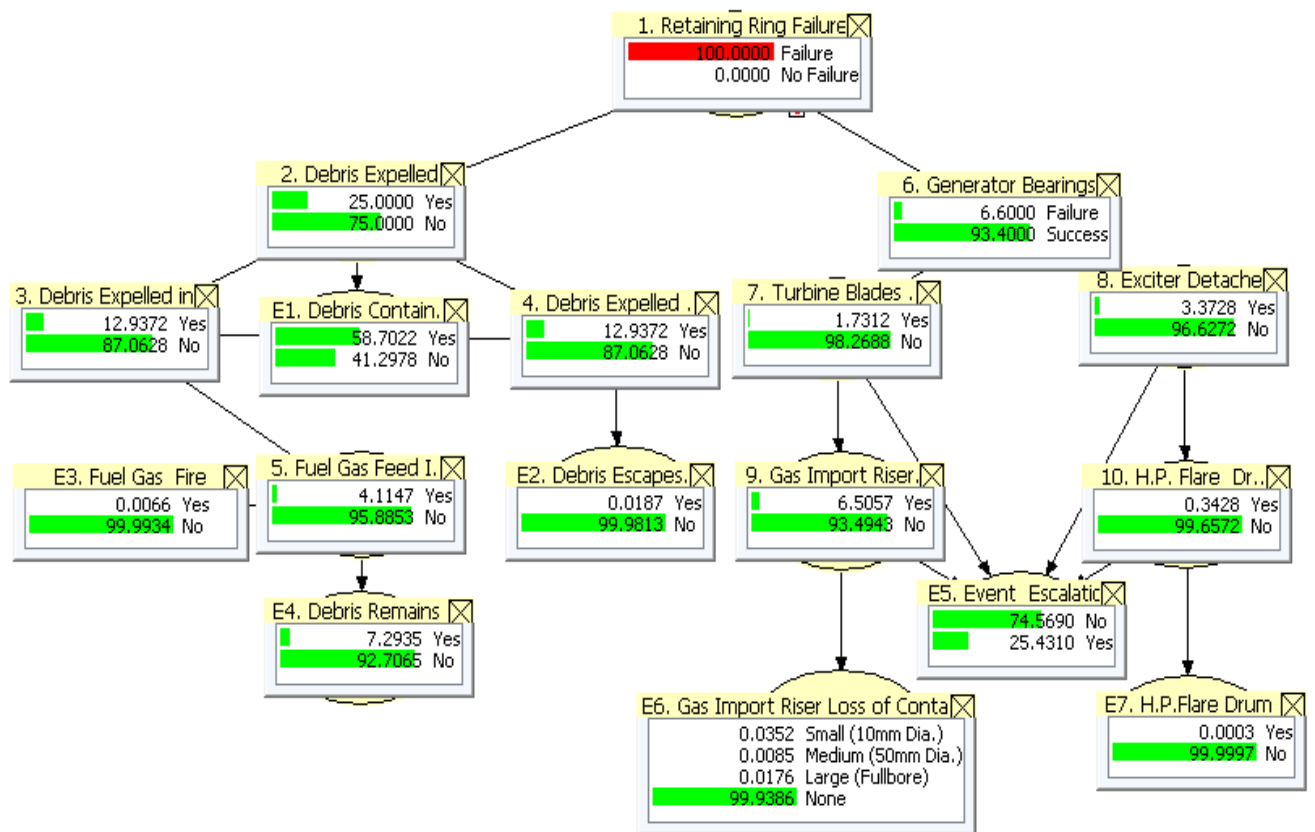 1. Retaining Ring Failure
100.0000 Failure
0.0000 No Failure
2. Debris Expelled
25.0000 Yes
75.0000 No
6. Generator Bearings
6.6000 Failure
93.4000 Success
3. Debris Expelled in
12.9372 Yes
87.0628 No
E1. Debris Contain.
58.7022 Yes
41.2978 No
4. Debris Expelled .
12.9372 Yes
87.0628 No
7. Turbine Blades .
1.7312 Yes
98.2688 No
8. Exciter Detache
3.3728 Yes
96.6272 No
E3. Fuel Gas Fire
0.0066 Yes
99.9934 No
5. Fuel Gas Feed I.
4.1147 Yes
95.8853 No
E2. Debris Escapes.
0.0187 Yes
99.9813 No
9. Gas Import Riser.
6.5057 Yes
93.4943 No
10. H.P. Flare Dr..
0.3428 Yes
99.6572 No
E4. Debris Remains
7.2935 Yes
92.7065 No
E5. Event Escalatic
74.5690 No
25.4310 Yes
E6. Gas Import Riser Loss of Conta
0.0352 Small (10mm Dia.)
0.0085 Medium (50mm Dia.)
0.0176 Large (Fullbore)
99.9386 None
E7. H.P.Flare Drum
0.0003 Yes
99.9997 No